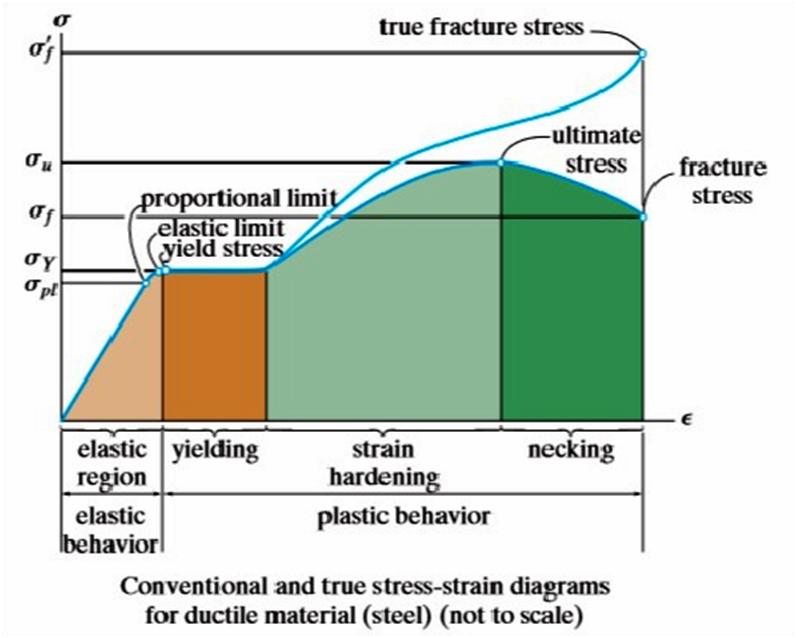 σ
true fracture stress
σ′f
σu
ultimate
stress
fracture
stress
proportional limit
σf
elastic limit
yield stress
σY
σpl
ϵ
elastic
region
yielding
strain
hardening
necking
elastic
behavior
plastic behavior
Conventional and true stress-strain diagrams
for ductile material (steel) (not to scale)